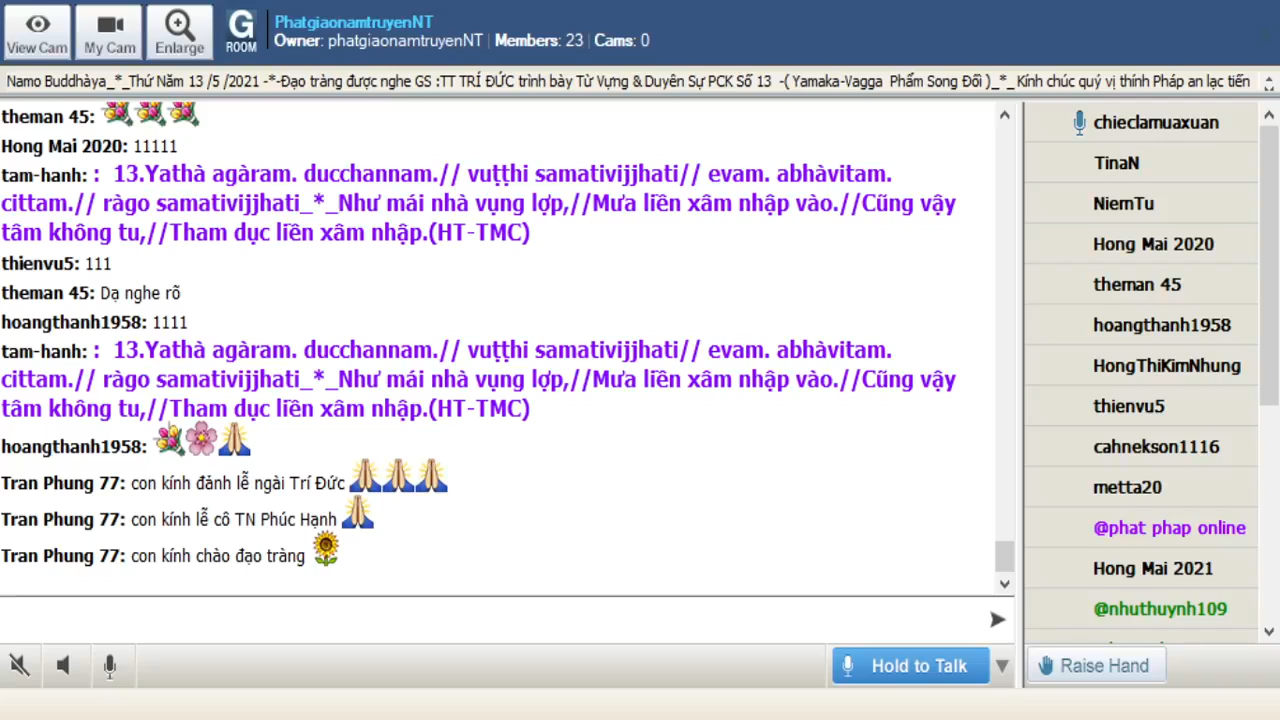 View Cam
My Cam
Enlarge
G
ROOM
PhatgiaonamtruyenNT
Owner: phatgiaonamtruyenNT | Members: 23 | Cams: 0
Namo Buddhàya_*_Thứ Năm 13 /5 /2021 -*-Đạo tràng được nghe GS :TT TRÍ ĐỨC trình bày Từ Vựng & Duyên Sự PCK Số 13 -( Yamaka-Vagga Phẩm Song Đối )_*_ Kính chúc quý vị thính Pháp an lạc tiến
theman 45:
Hong Mai 2020: 11111
tam-hanh: : 13.Yathà agàram. ducchannam.// vuṭṭhi samativijjhati// evam. abhàvitam.
cittam.// ràgo samativijjhati_*_Như mái nhà vụng lợp,//Mưa liền xâm nhập vào.//Cũng vậy
tâm không tu,//Tham dục liền xâm nhập.(HT-TMC)
thienvu5: 111
theman 45: Dạ nghe rõ
hoangthanh1958: 1111
tam-hanh: : 13.Yathà agàram. ducchannam.// vuṭṭhi samativijjhati// evam. abhàvitam.
cittam.// ràgo samativijjhati_*_Như mái nhà vụng lợp,//Mưa liền xâm nhập vào.//Cũng vậy
tâm không tu,//Tham dục liền xâm nhập.(HT-TMC)
hoangthanh1958:
Tran Phung 77: con kính đảnh lễ ngài Trí Đức
Tran Phung 77: con kính lễ cô TN Phúc Hạnh
Tran Phung 77: con kính chào đạo tràng
chieclamuaxuan
TinaN
NiemTu
Hong Mai 2020
theman 45
hoangthanh1958
HongThiKimNhung
thienvu5
cahnekson1116
metta20
@phat phap online
Hong Mai 2021
@nhuthuynh109
Hold to Talk
Raise Hand